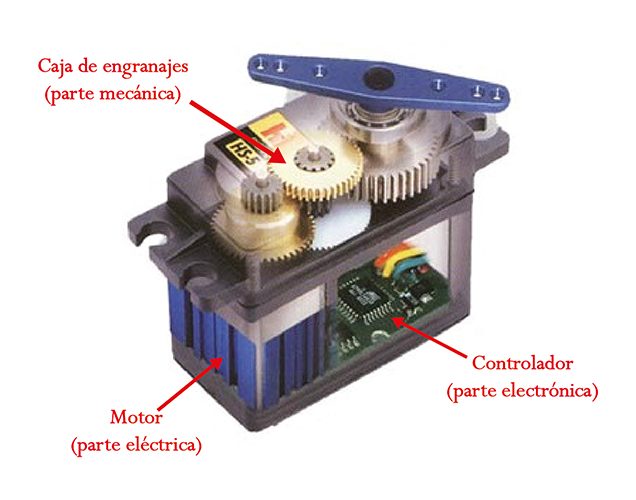 Caja de engranajes
(parte mecánica)
HS-5
Controlador
(parte electrónica)
Motor
(parte eléctrica)